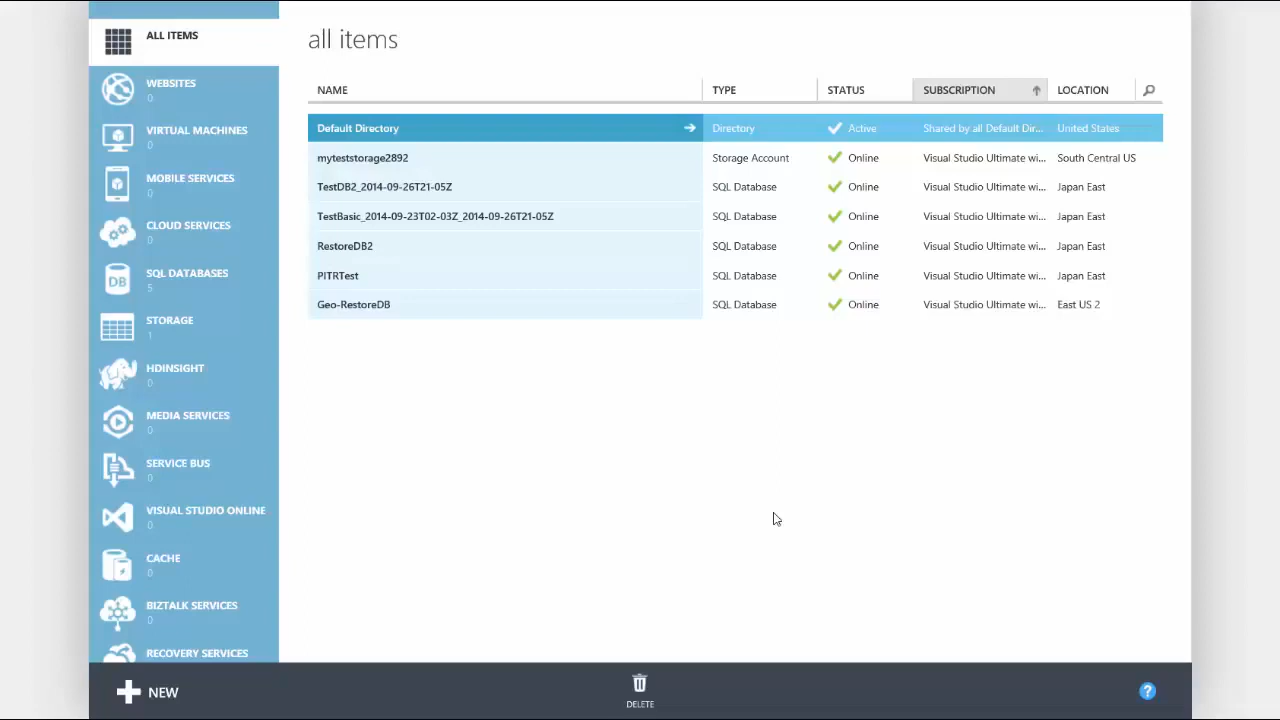 ALL ITEMS
WEBSITES
0
VIRTUAL MACHINES
0
MOBILE SERVICES
0
CLOUD SERVICES
0
SQL DATABASES
5
STORAGE
1
HDINSIGHT
0
MEDIA SERVICES
0
SERVICE BUS
0
VISUAL STUDIO ONLINE
0
CACHE
0
BIZTALK SERVICES
0
RECOVERY SERVICES
all items
NAME TYPE STATUS SUBSCRIPTION LOCATION
Default Directory Directory Active Shared by all Default Dir... United States
myteststorage2892 Storage Account Online Visual Studio Ultimate wi... South Central US
TestDB2_2014-09-26T21-05Z SQL Database Online Visual Studio Ultimate wi... Japan East
TestBasic_2014-09-23T02-03Z_2014-09-26T21-05Z SQL Database Online Visual Studio Ultimate wi... Japan East
RestoreDB2 SQL Database Online Visual Studio Ultimate wi... Japan East
PITRTest SQL Database Online Visual Studio Ultimate wi... Japan East
Geo-RestoreDB SQL Database Online Visual Studio Ultimate wi... East US 2
DB
NEW
DELETE
?